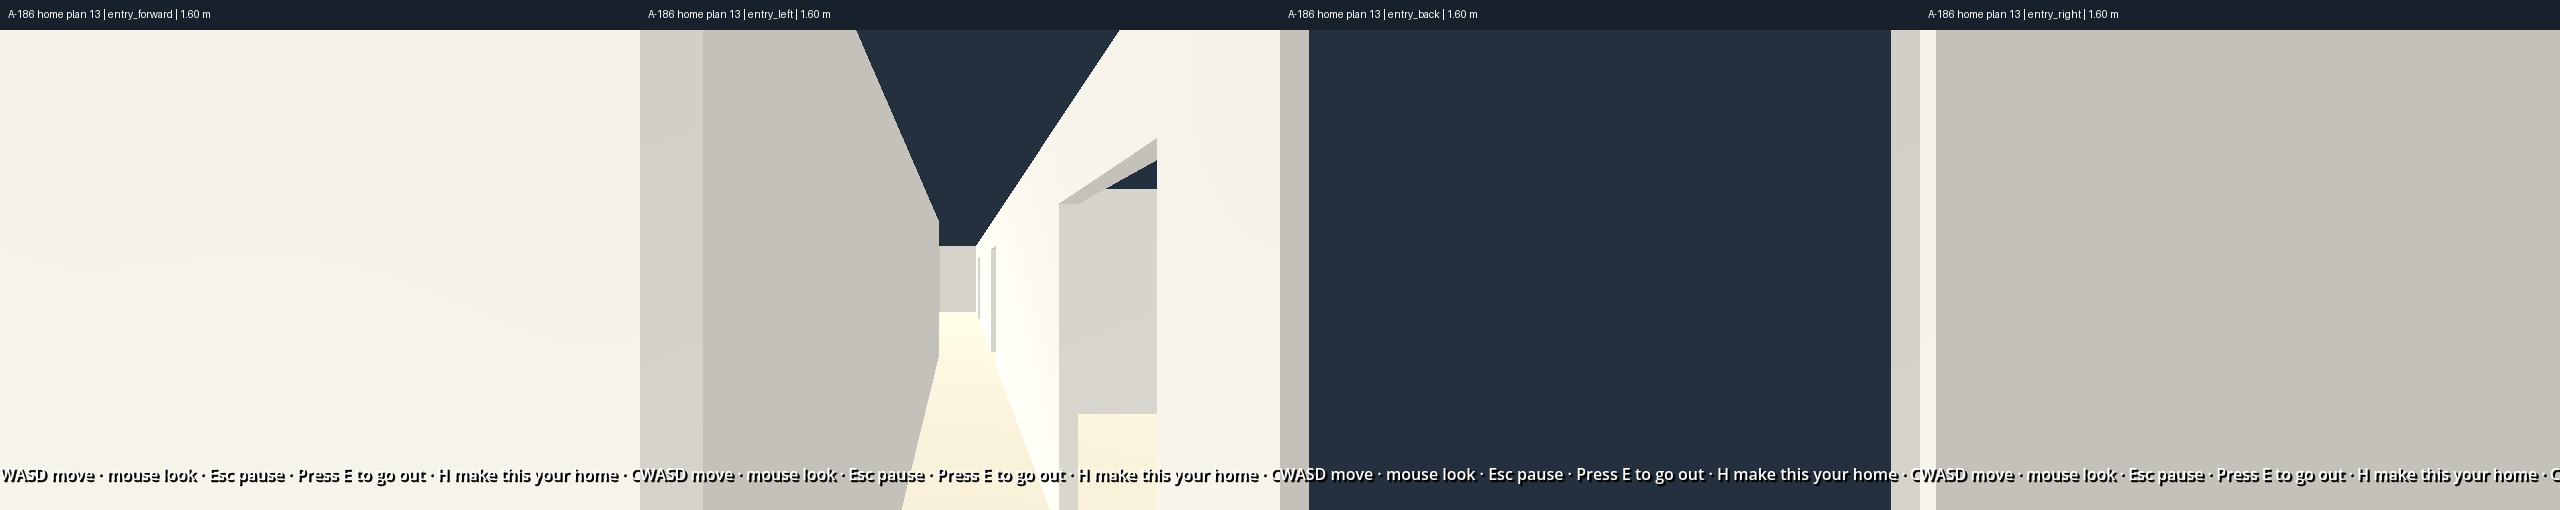 A-186 home plan 13 | entry_forward | 1.60 m
A-186 home plan 13 | entry_left | 1.60 m
A-186 home plan 13 | entry_back | 1.60 m
A-186 home plan 13 | entry_right | 1.60 m
WASD move · mouse look · Esc pause · Press E to go out · H make this your home · C
WASD move · mouse look · Esc pause · Press E to go out · H make this your home · C
WASD move · mouse look · Esc pause · Press E to go out · H make this your home · C
WASD move · mouse look · Esc pause · Press E to go out · H make this your home · C